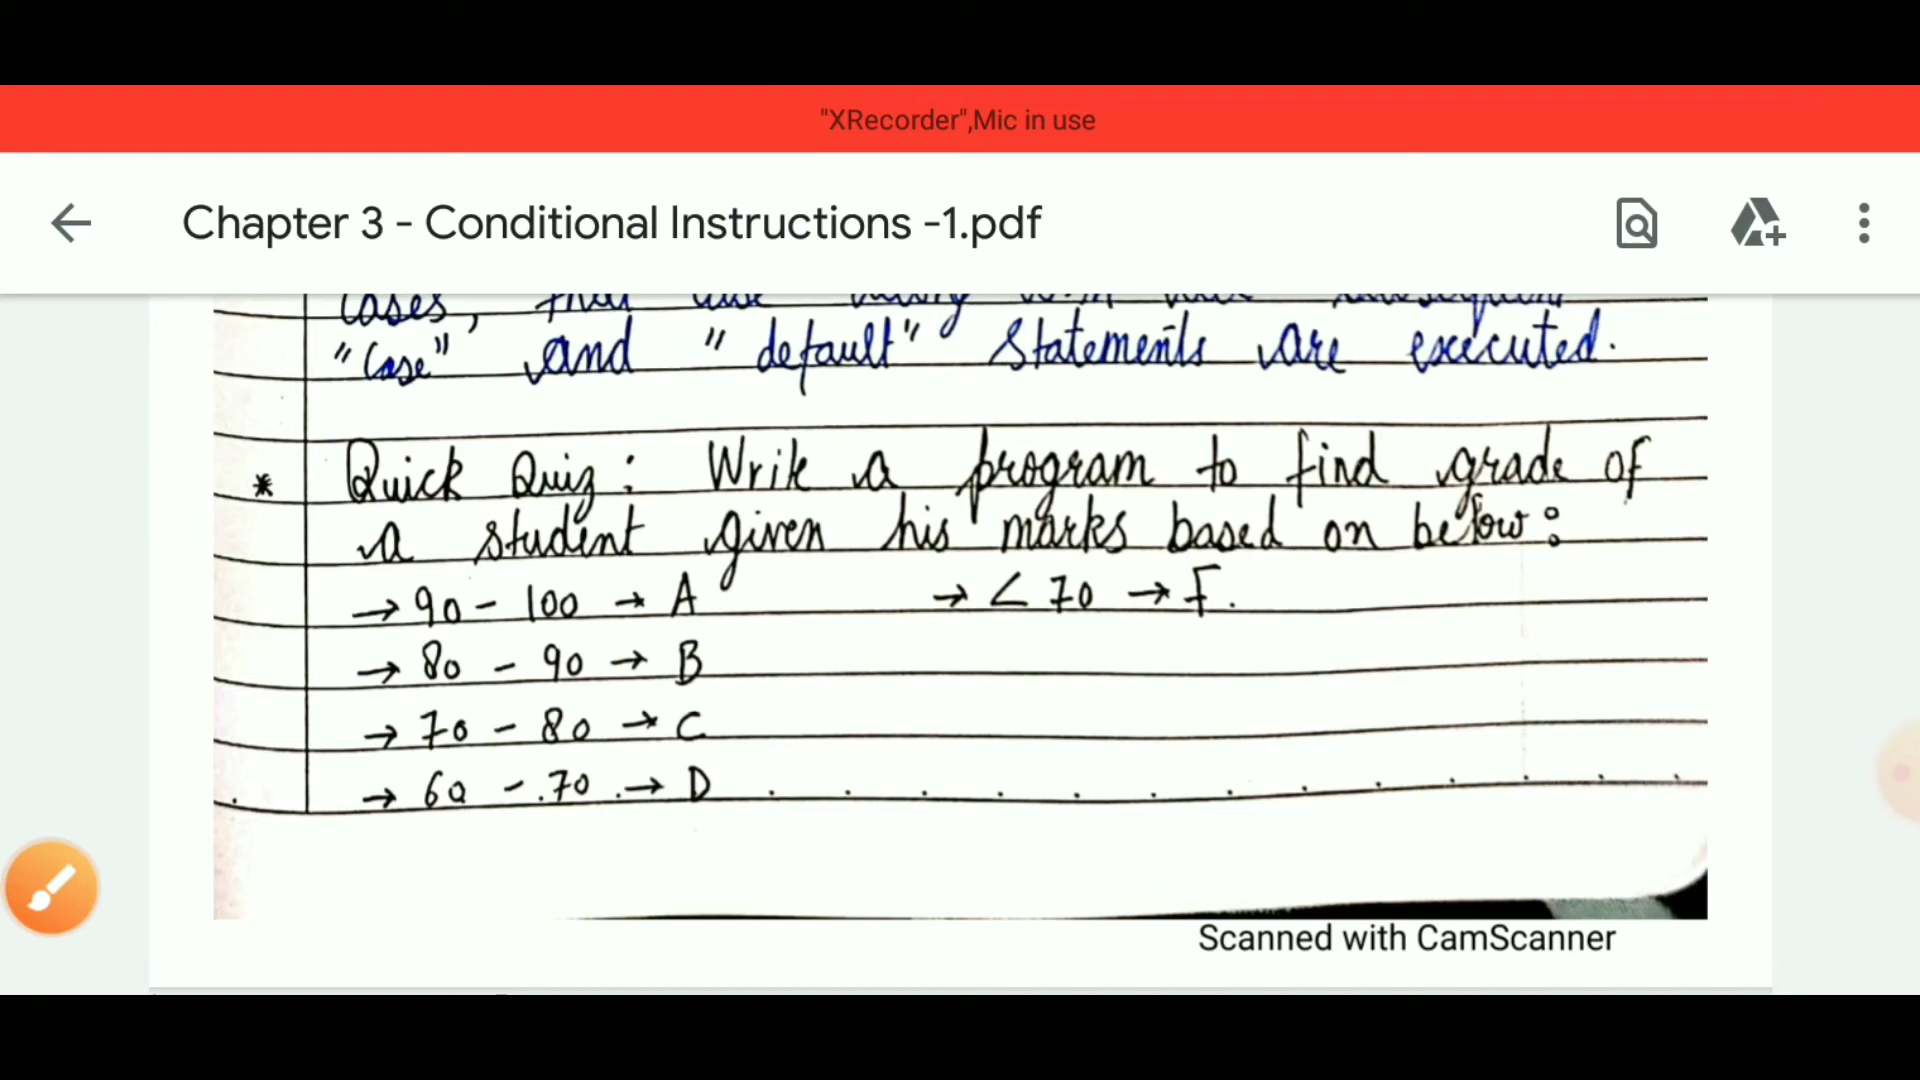 "XRecorder",Mic in use
Chapter 3 - Conditional Instructions -1.pdf
cases,
"Case" and "default" statements are executed.
* Quick Quiz : Write a program to find grade of
a student given his marks based on below :
→ 90 - 100 → A → < 70 → F.
→ 80 - 90 → B
→ 70 - 80 → C
→ 60 - 70 → D
Scanned with CamScanner